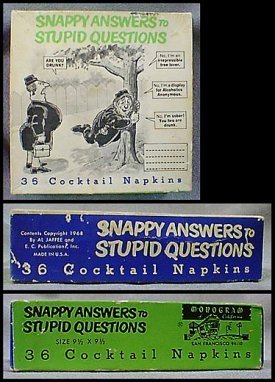 SNAPPY ANSWERS TO
STUPID QUESTIONS
ARE YOU
DRUNK?
No, I'm an
irrepressible
tree lover.
No, I'm a display
for Alcoholics
Anonymous.
No, I'm sober!
You two are
drunk.
36 Cocktail Napkins
Contents Copyright 1968
By AL JAFFEE and
E. C. Publications, Inc.
MADE IN U.S.A.
SNAPPY ANSWERS TO
STUPID QUESTIONS
36 Cocktail Napkins
SNAPPY ANSWERS TO
STUPID QUESTIONS
SIZE 9½ X 9½
MONOGRAM
of California
SAN FRANCISCO 94110
36 Cocktail Napkins